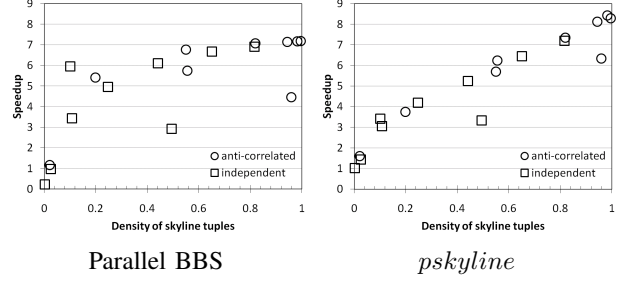 9
8
7
6
5
4
3
2
1
0
Speedup
anti-correlated
independent
0 0.2 0.4 0.6 0.8 1
Density of skyline tuples
Parallel BBS
9
8
7
6
5
4
3
2
1
0
Speedup
anti-correlated
independent
0 0.2 0.4 0.6 0.8 1
Density of skyline tuples
pskyline